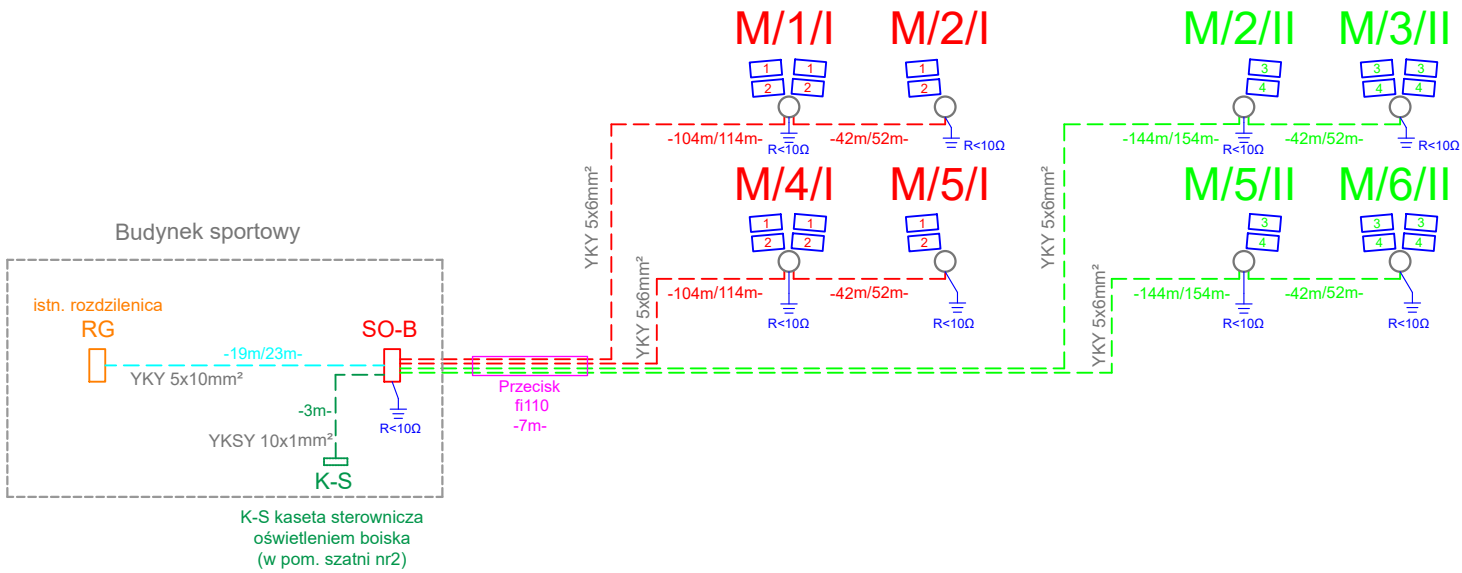 M/1/I M/2/I M/2/II M/3/II
1 1 1 3 3 3
2 2 2 4 4 4
-104m/114m- -42m/52m- -144m/154m- -42m/52m-
R<10Ω R<10Ω R<10Ω R<10Ω
YKY 5x6mm² YKY 5x6mm²
M/4/I M/5/I M/5/II M/6/II
1 1 1 3 3 3
2 2 2 4 4 4
-104m/114m- -42m/52m- -144m/154m- -42m/52m-
R<10Ω R<10Ω R<10Ω R<10Ω
YKY 5x6mm² YKY 5x6mm²
Budynek sportowy
istn. rozdzilenica
RG
SO-B
-19m/23m-
YKY 5x10mm²
-3m-
YKSY 10x1mm²
R<10Ω
K-S
Przecisk
fi110
-7m-
K-S kaseta sterownicza
oświetleniem boiska
(w pom. szatni nr2)